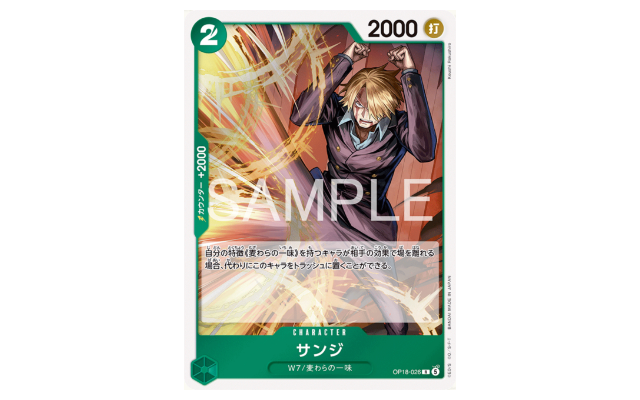 2
2000
打
カウンター +2000
SAMPLE
自分の特徴《麦わらの一味》を持つキャラが相手の効果で場を離れる
場合、代わりにこのキャラをトラッシュに置くことができる。
CHARACTER
サンジ
W7/麦わらの一味
OP18-026 R
BANDAI MADE IN JAPAN